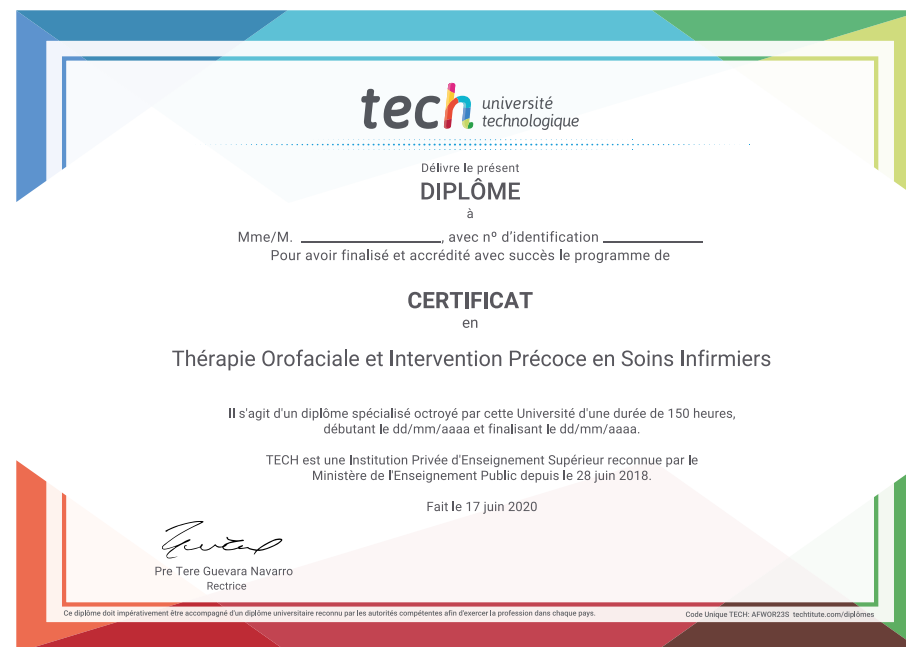 tech université
technologique
Délivre le présent
DIPLÔME
à
Mme/M. ____________________, avec nº d'identification ______________
Pour avoir finalisé et accrédité avec succès le programme de
CERTIFICAT
en
Thérapie Orofaciale et Intervention Précoce en Soins Infirmiers
Il s'agit d'un diplôme spécialisé octroyé par cette Université d'une durée de 150 heures,
débutant le dd/mm/aaaa et finalisant le dd/mm/aaaa.
TECH est une Institution Privée d'Enseignement Supérieur reconnue par le
Ministère de l'Enseignement Public depuis le 28 juin 2018.
Fait le 17 juin 2020
Pre Tere Guevara Navarro
Rectrice
Ce diplôme doit impérativement être accompagné d'un diplôme universitaire reconnu par les autorités compétentes afin d'exercer la profession dans chaque pays.
Code Unique TECH: AFWOR23S techtitute.com/diplômes